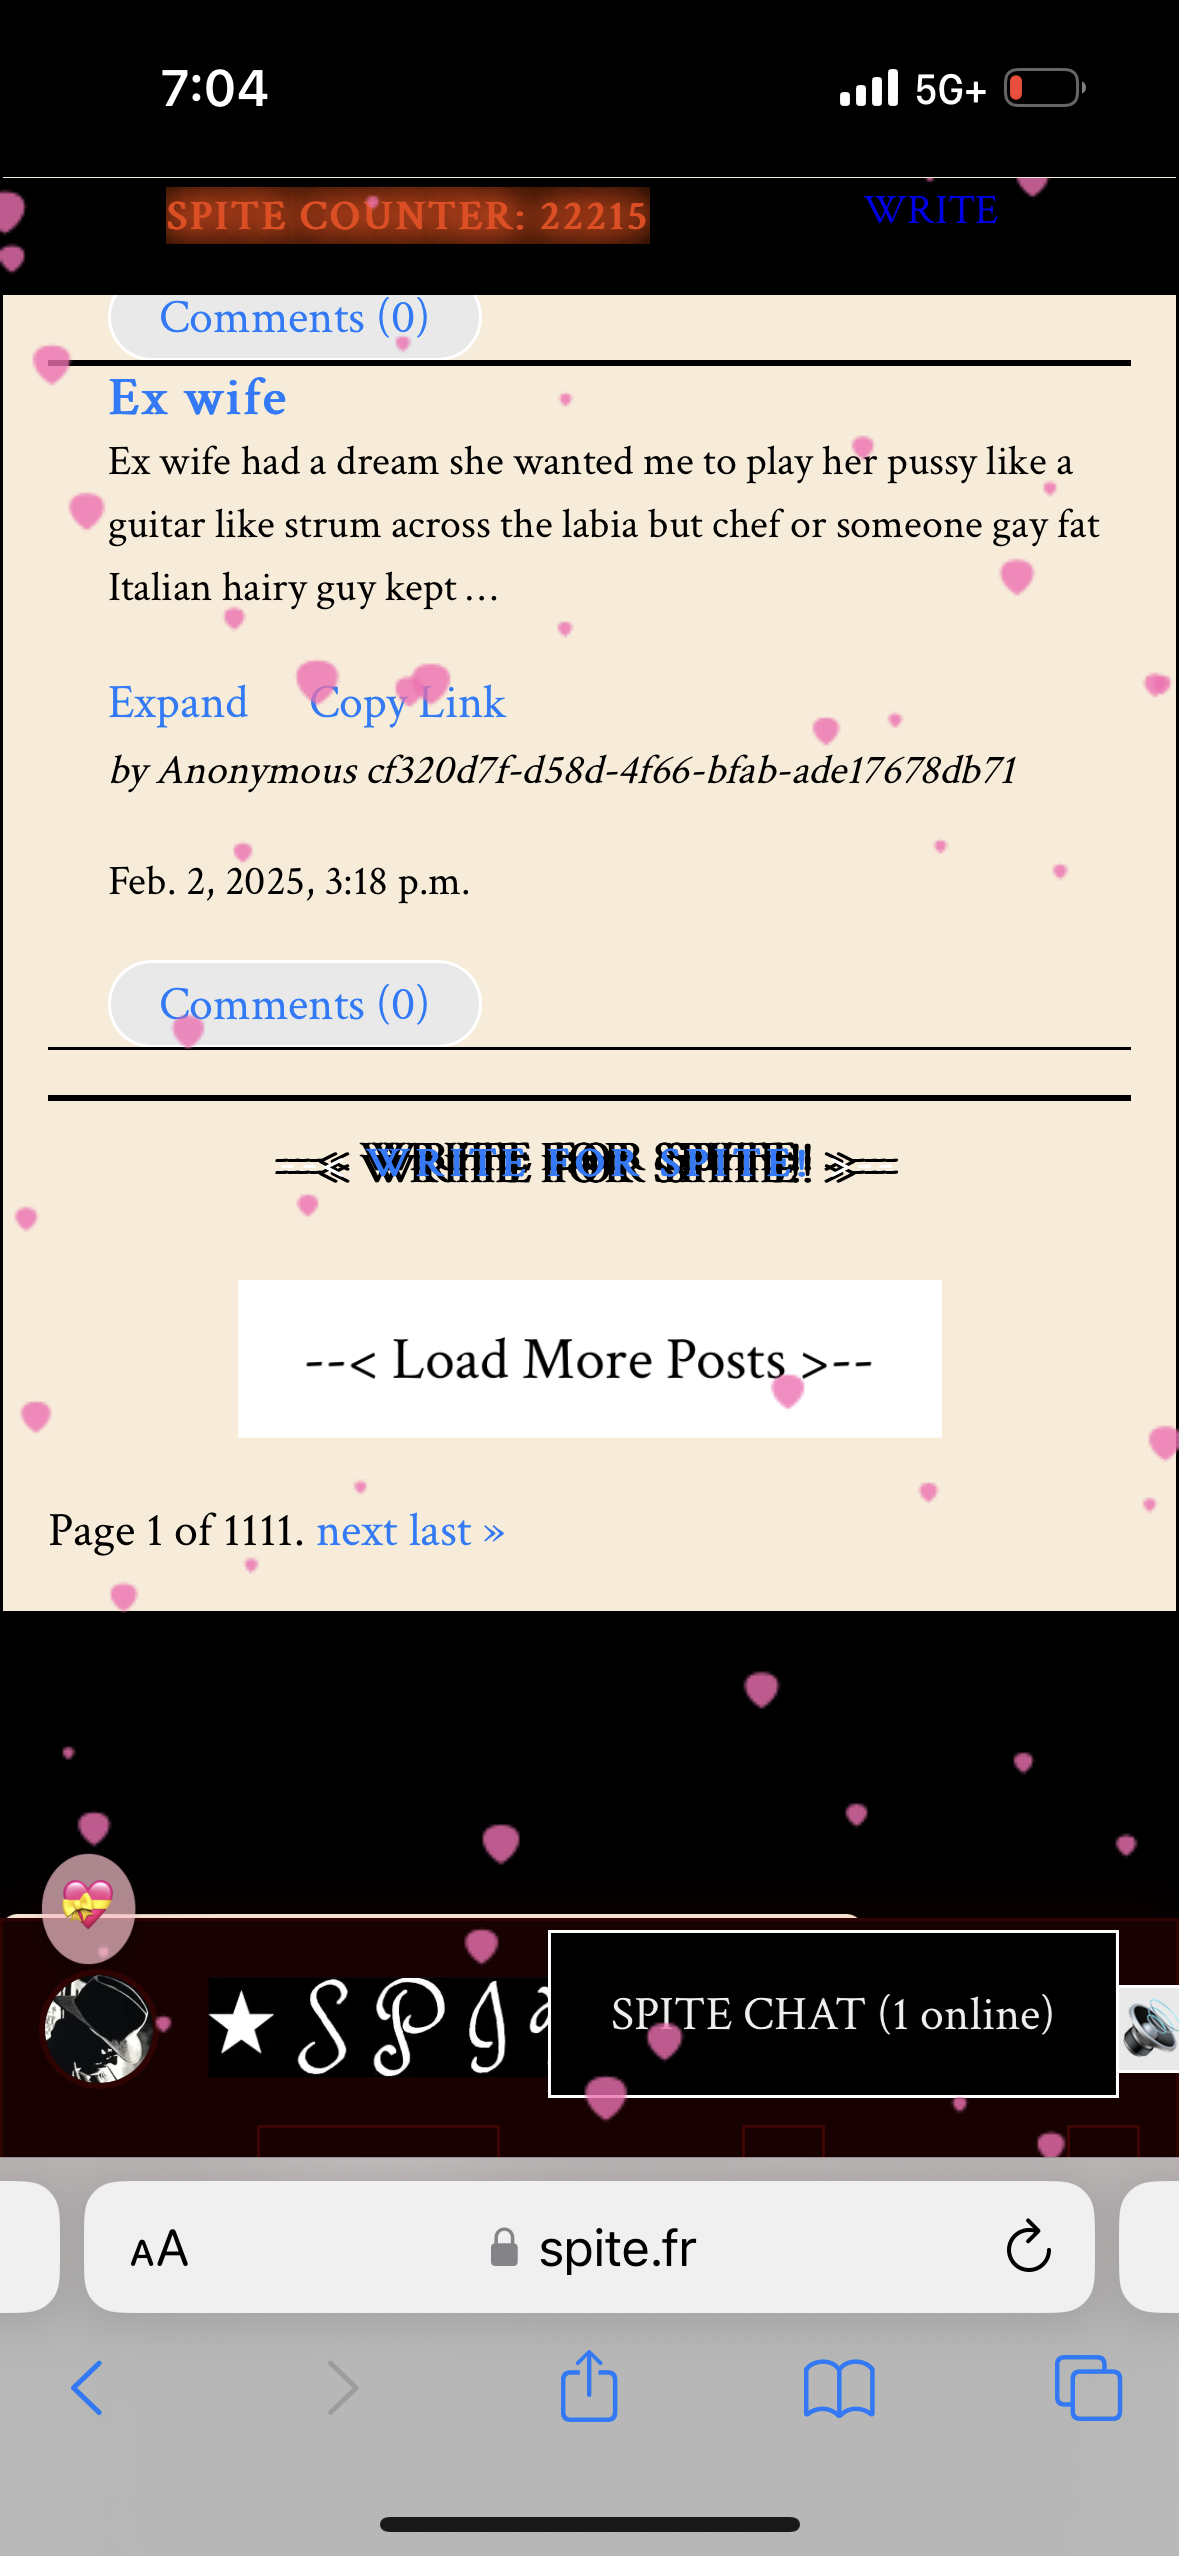 7:04 5G+
SPITE COUNTER: 22215 WRITE
Comments (0)
Ex wife
Ex wife had a dream she wanted me to play her pussy like a
guitar like strum across the labia but chef or someone gay fat
Italian hairy guy kept …
Expand Copy Link
by Anonymous cf320d7f-d58d-4f66-bfab-ade17678db71
Feb. 2, 2025, 3:18 p.m.
Comments (0)
WRITE FOR SPITE!
--< Load More Posts >--
Page 1 of 1111. next last »
★ SPI
SPITE CHAT (1 online)
AA spite.fr